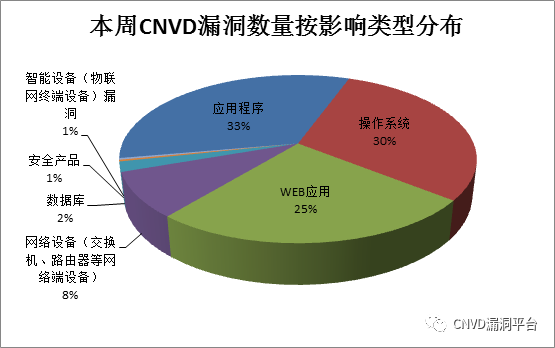 本周CNVD漏洞数量按影响类型分布
智能设备（物联
网终端设备）漏
洞
1%
安全产品
1%
数据库
2%
网络设备（交换
机、路由器等网
络端设备）
8%
应用程序
33%
操作系统
30%
WEB应用
25%
CNVD漏洞平台